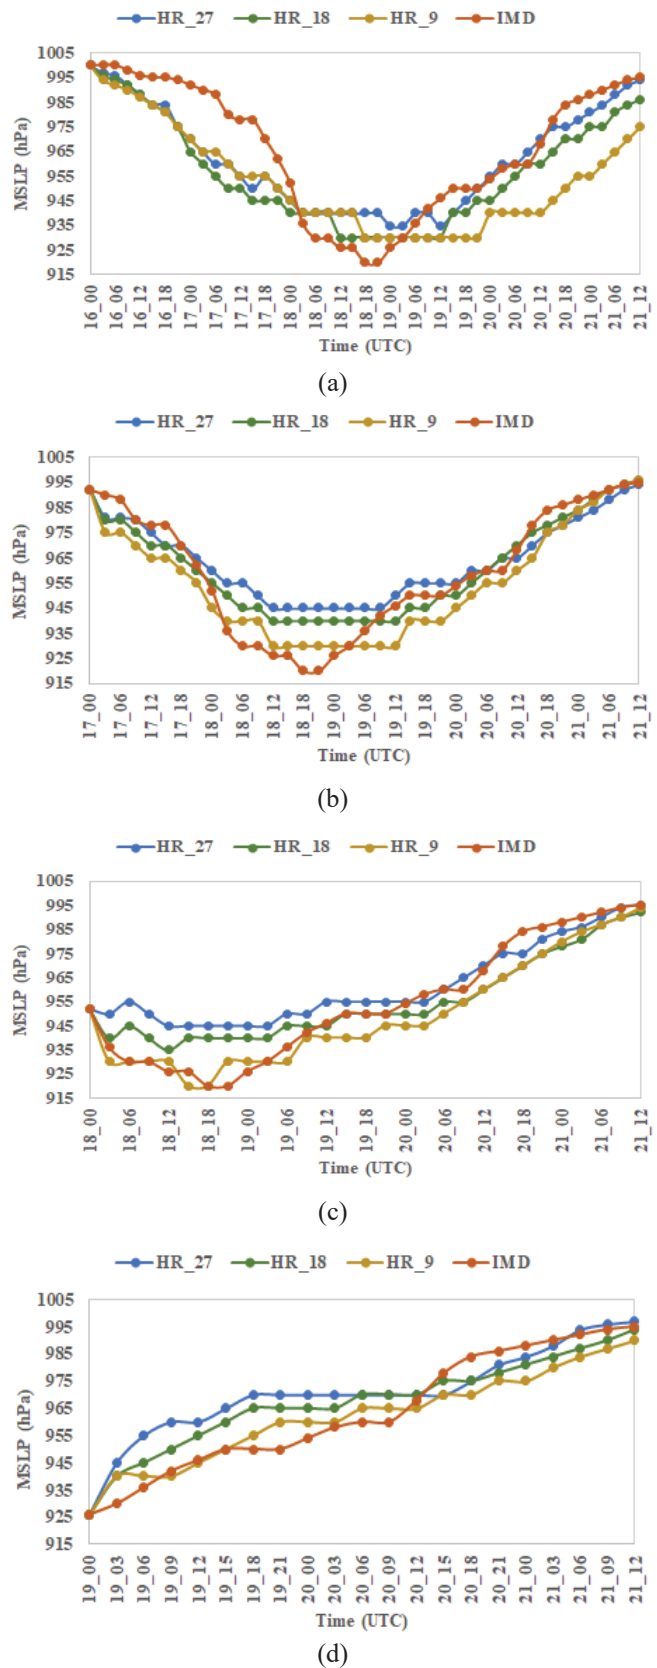 HR_27 HR_18 HR_9 IMD
1005
995
985
975
965
955
945
935
925
915
MSLP (hPa)
16_00 16_06 16_12 16_18 17_00 17_06 17_12 17_18 18_00 18_06 18_12 18_18 19_00 19_06 19_12 19_18 20_00 20_06 20_12 20_18 21_00 21_06 21_12
Time (UTC)
(a)
HR_27 HR_18 HR_9 IMD
1005
995
985
975
965
955
945
935
925
915
MSLP (hPa)
17_00 17_06 17_12 17_18 18_00 18_06 18_12 18_18 19_00 19_06 19_12 19_18 20_00 20_06 20_12 20_18 21_00 21_06 21_12
Time (UTC)
(b)
HR_27 HR_18 HR_9 IMD
1005
995
985
975
965
955
945
935
925
915
MSLP (hPa)
18_00 18_06 18_12 18_18 19_00 19_06 19_12 19_18 20_00 20_06 20_12 20_18 21_00 21_06 21_12
Time (UTC)
(c)
HR_27 HR_18 HR_9 IMD
1005
995
985
975
965
955
945
935
925
915
MSLP (hPa)
19_00 19_03 19_06 19_09 19_12 19_15 19_18 19_21 20_00 20_03 20_06 20_09 20_12 20_15 20_18 20_21 21_00 21_03 21_06 21_09 21_12
Time (UTC)
(d)